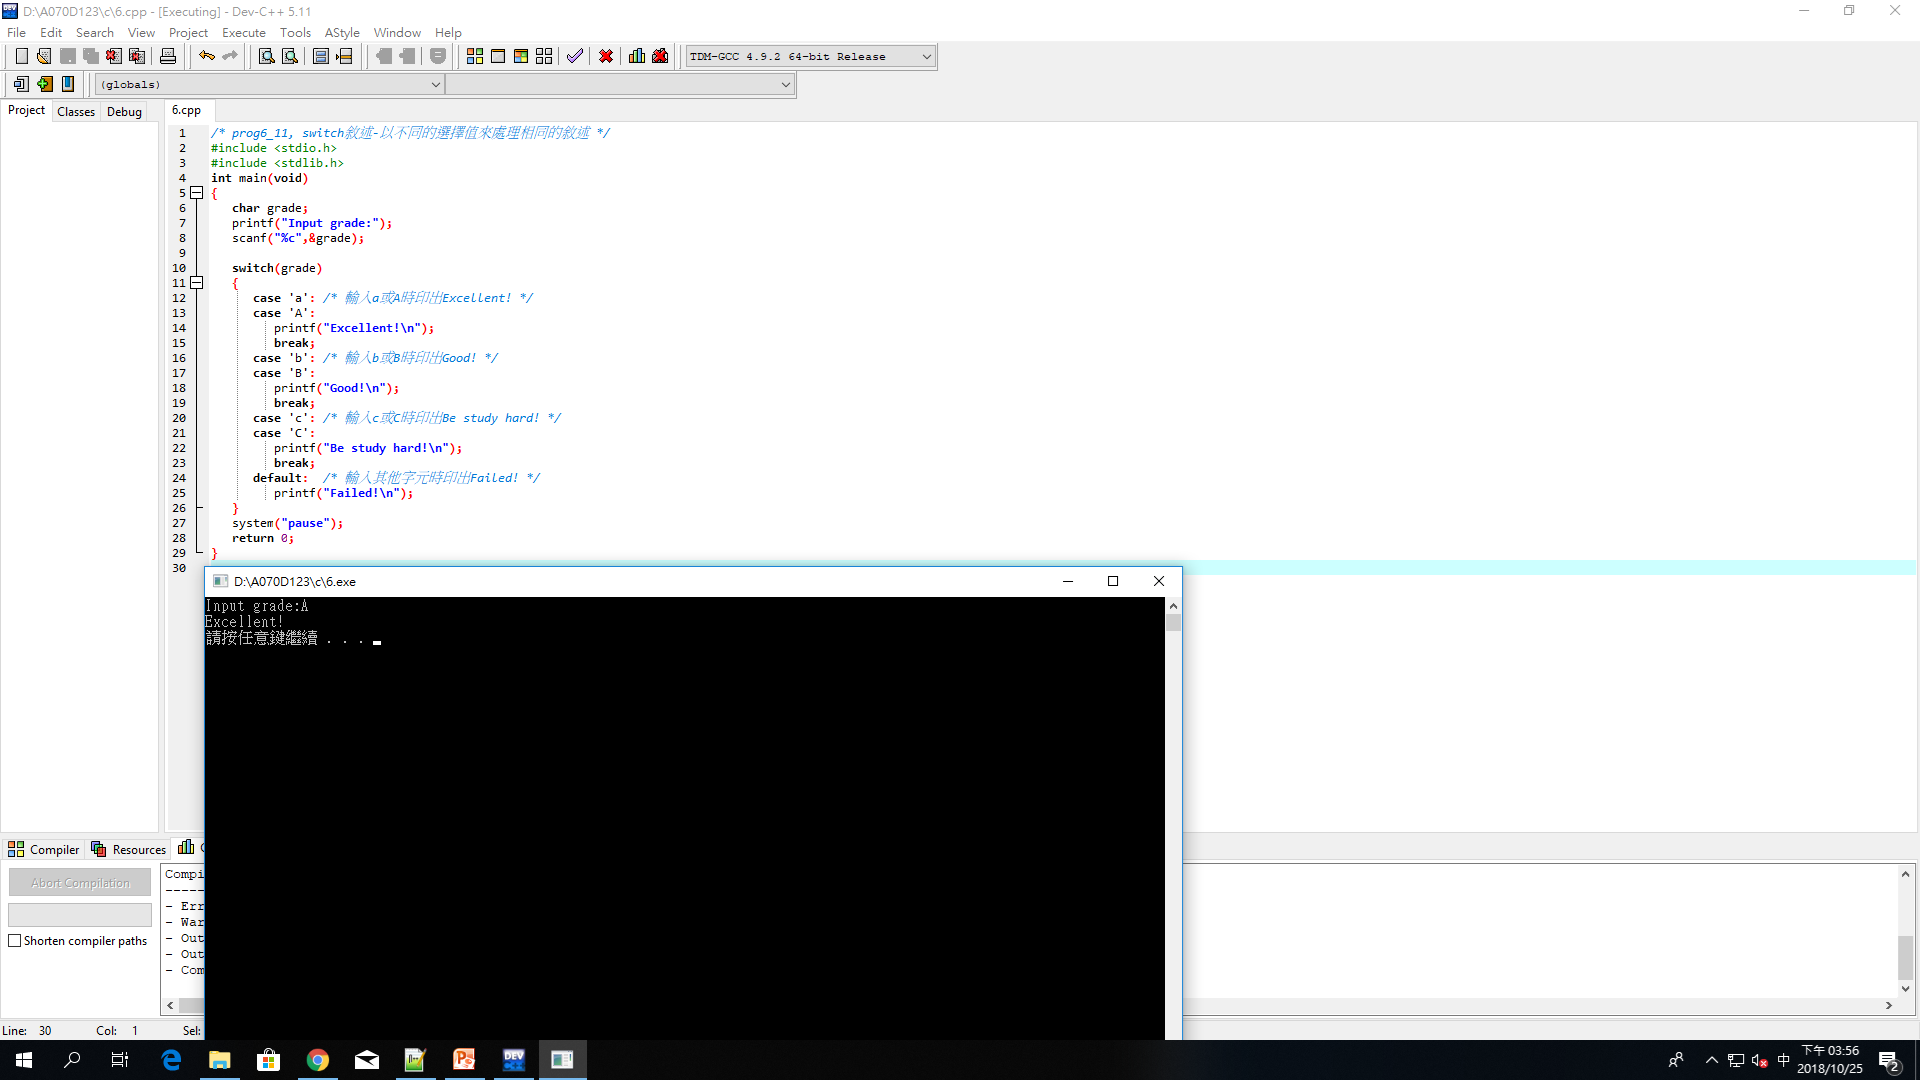 D:\A070D123\c\6.cpp - [Executing] - Dev-C++ 5.11
File Edit Search View Project Execute Tools AStyle Window Help
TDM-GCC 4.9.2 64-bit Release
(globals)
Project Classes Debug
6.cpp
1 /* prog6_11, switch敘述-以不同的選擇值來處理相同的敘述 */
2 #include <stdio.h>
3 #include <stdlib.h>
4 int main(void)
5 {
6 char grade;
7 printf("Input grade:");
8 scanf("%c",&grade);
9
10 switch(grade)
11 {
12 case 'a': /* 輸入a或A時印出Excellent! */
13 case 'A':
14 printf("Excellent!\n");
15 break;
16 case 'b': /* 輸入b或B時印出Good! */
17 case 'B':
18 printf("Good!\n");
19 break;
20 case 'c': /* 輸入c或C時印出Be study hard! */
21 case 'C':
22 printf("Be study hard!\n");
23 break;
24 default: /* 輸入其他字元時印出Failed! */
25 printf("Failed!\n");
26 }
27 system("pause");
28 return 0;
29 }
30
D:\A070D123\c\6.exe
Input grade:A
Excellent!
請按任意鍵繼續 . . .
Compiler Resources
Abort Compilation
Shorten compiler paths
Compi
------
- Err
- War
- Out
- Out
- Com
Line: 30 Col: 1 Sel:
DEV
中
下午 03:56
2018/10/25
2